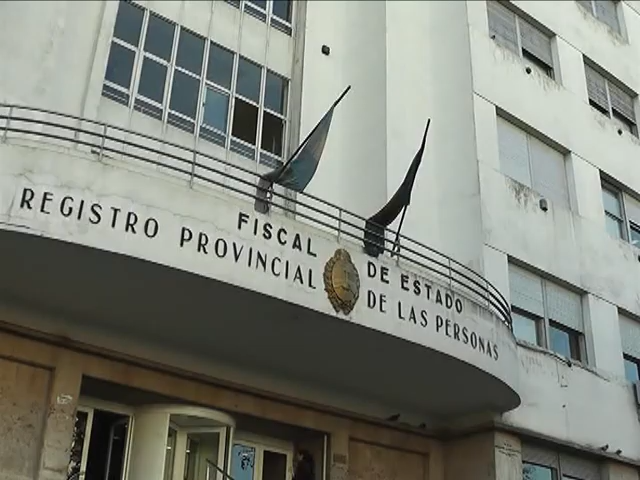 FISCAL DE ESTADO
REGISTRO PROVINCIAL DE LAS PERSONAS